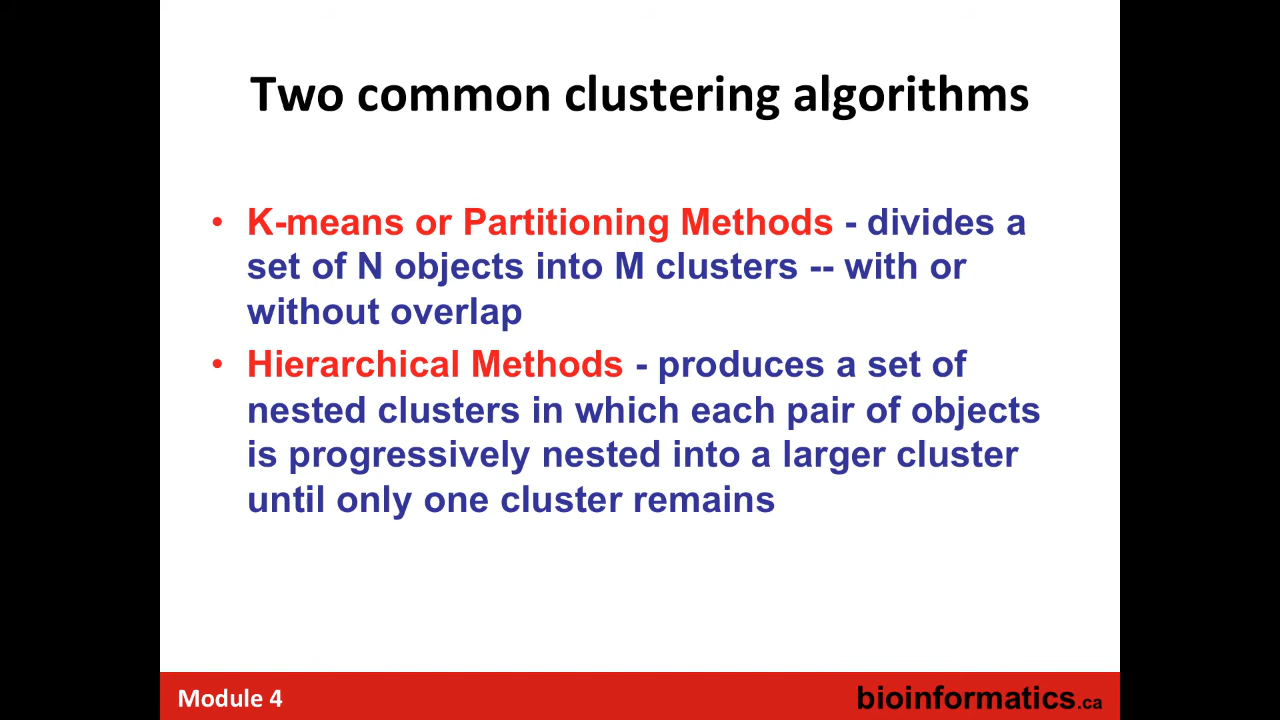 Two common clustering algorithms
• K-means or Partitioning Methods - divides a
set of N objects into M clusters -- with or
without overlap
• Hierarchical Methods - produces a set of
nested clusters in which each pair of objects
is progressively nested into a larger cluster
until only one cluster remains
Module 4
bioinformatics.ca